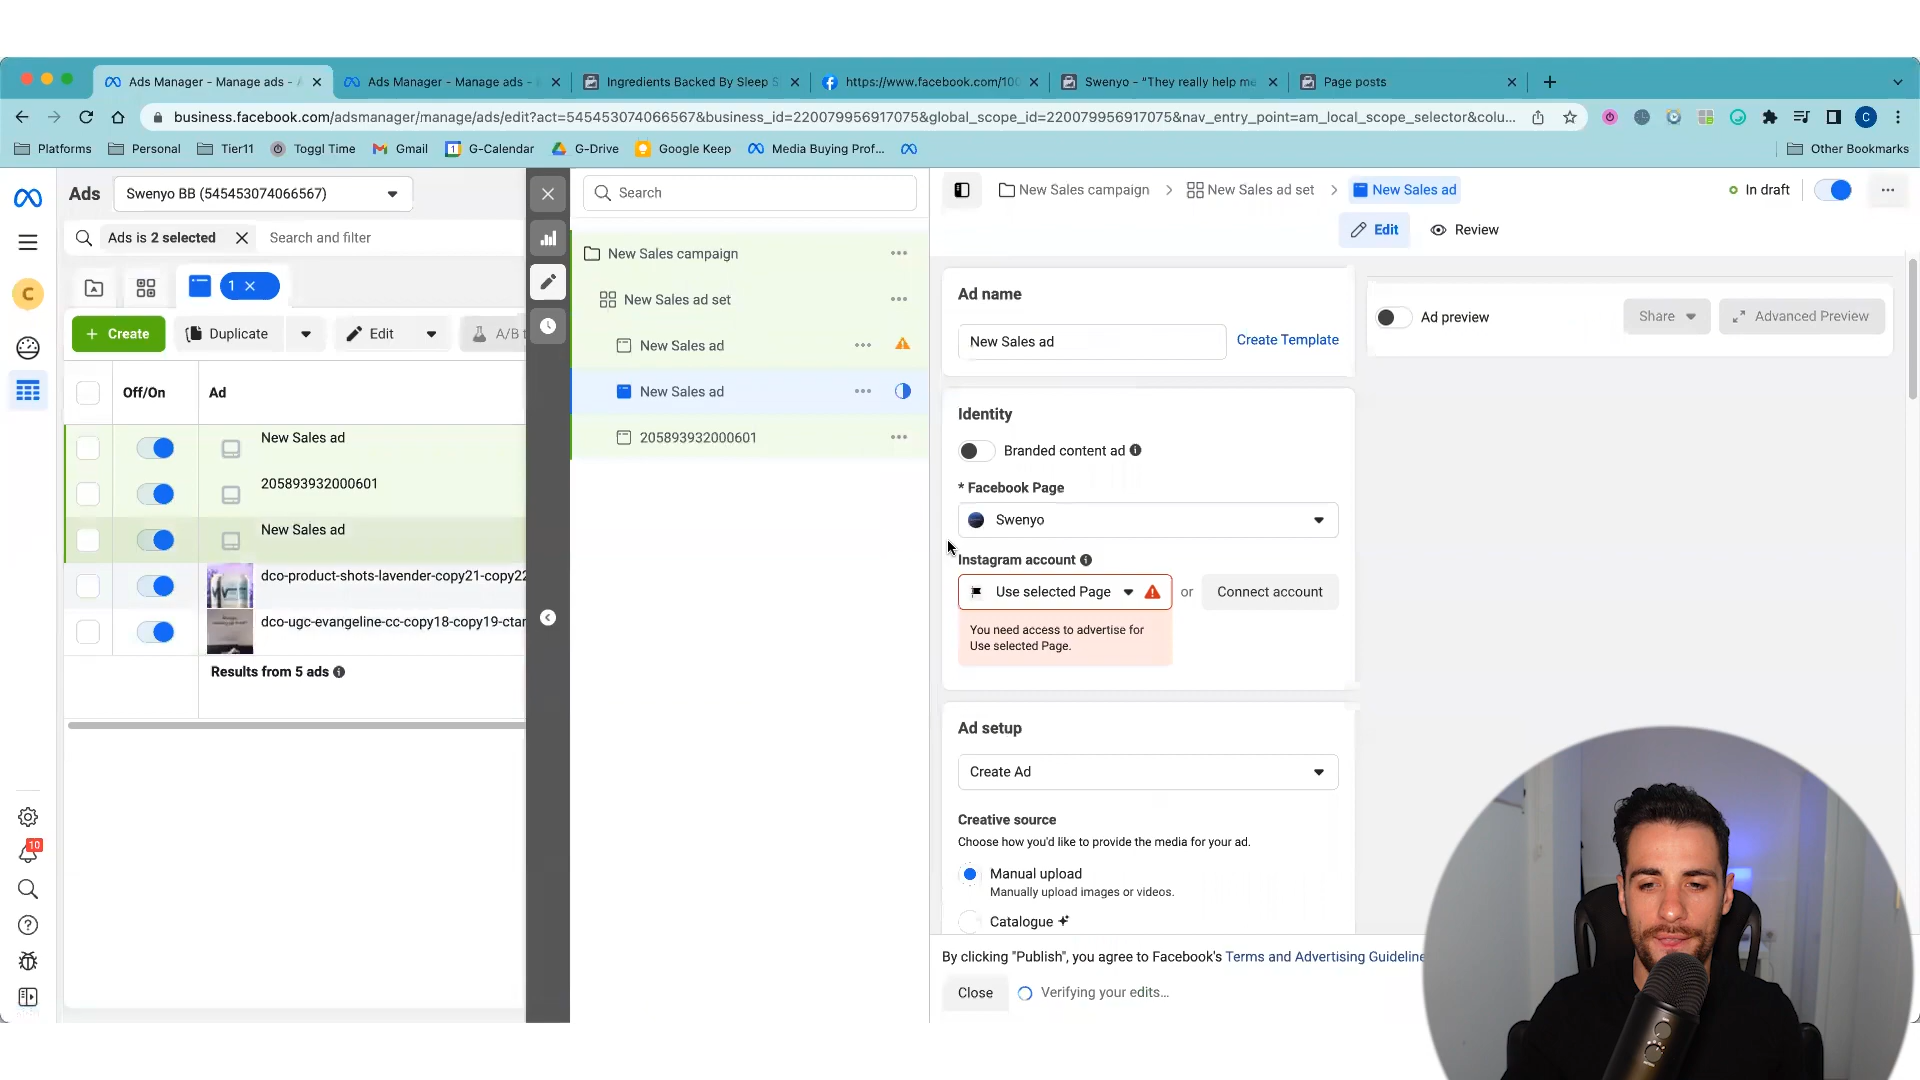 Ads Manager - Manage ads -
Ads Manager - Manage ads -
Ingredients Backed By Sleep S
https://www.facebook.com/100
Swenyo - "They really help me
Page posts
business.facebook.com/adsmanager/manage/ads/edit?act=545453074066567&business_id=220079956917075&global_scope_id=220079956917075&nav_entry_point=am_local_scope_selector&colu...
C
Platforms
Personal
Tier11
Toggl Time
Gmail
G-Calendar
G-Drive
Google Keep
Media Buying Prof...
Other Bookmarks
Ads
Swenyo BB (545453074066567)
Search
New Sales campaign
New Sales ad set
New Sales ad
In draft
Edit
Review
Ads is 2 selected
Search and filter
1
C
Create
Duplicate
Edit
A/B t
Off/On
Ad
New Sales ad
205893932000601
New Sales ad
dco-product-shots-lavender-copy21-copy22
dco-ugc-evangeline-cc-copy18-copy19-ctar
Results from 5 ads
10
New Sales campaign
New Sales ad set
New Sales ad
New Sales ad
205893932000601
Ad name
New Sales ad
Create Template
Ad preview
Share
Advanced Preview
Identity
Branded content ad
* Facebook Page
Swenyo
Instagram account
Use selected Page
or
Connect account
You need access to advertise for
Use selected Page.
Ad setup
Create Ad
Creative source
Choose how you'd like to provide the media for your ad.
Manual upload
Manually upload images or videos.
Catalogue
By clicking "Publish", you agree to Facebook's Terms and Advertising Guideline
Close
Verifying your edits...